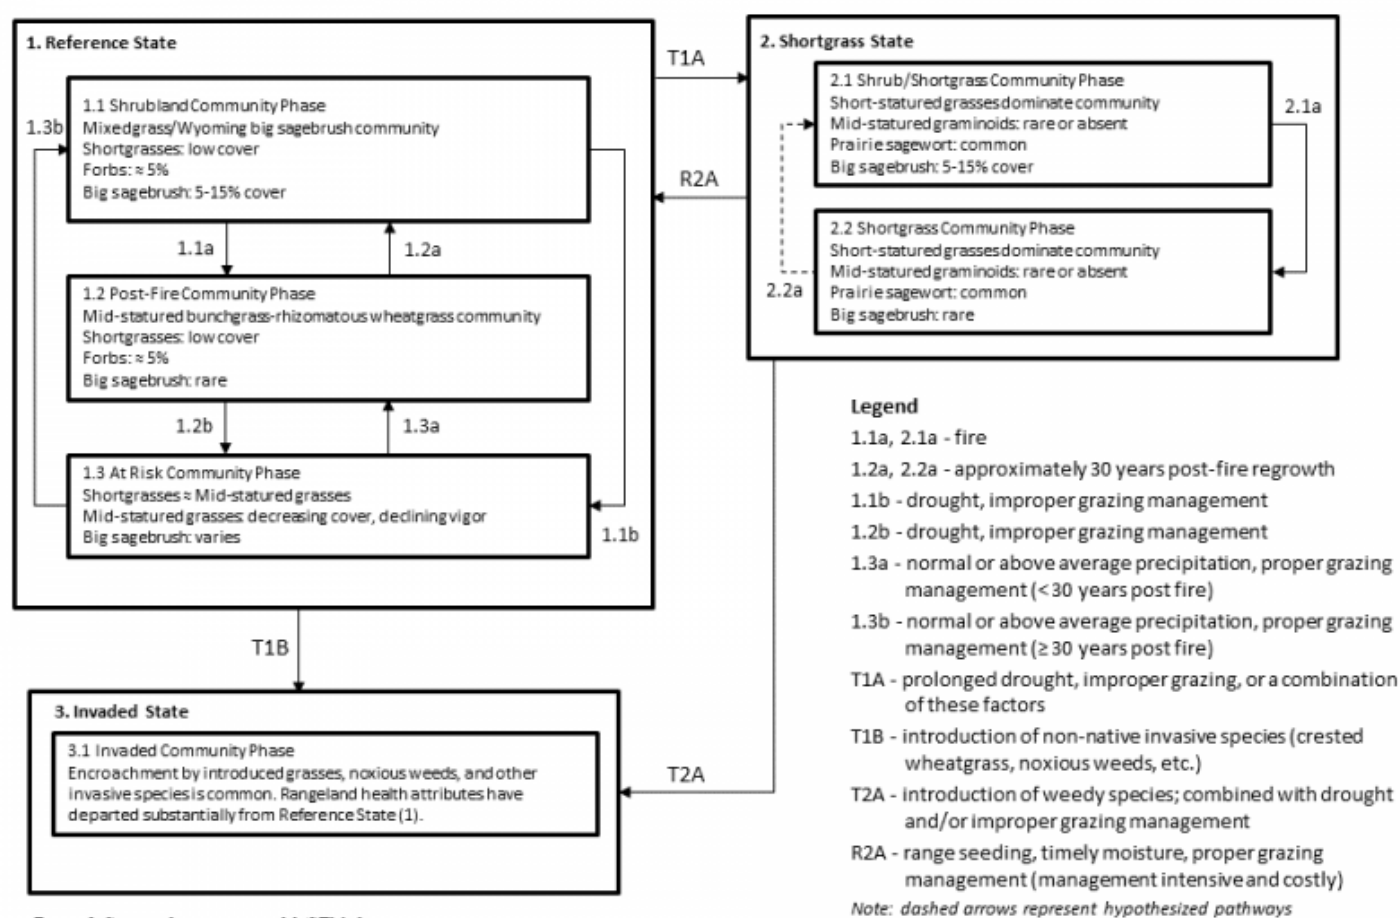 1. Reference State
1.1 Shrubland Community Phase
Mixedgrass/Wyoming big sagebrush community
Shortgrasses: low cover
Forbs: ≈ 5%
Big sagebrush: 5-15% cover
1.3b
1.1a
1.2a
1.2 Post-Fire Community Phase
Mid-statured bunchgrass-rhizomatous wheatgrass community
Shortgrasses: low cover
Forbs: ≈ 5%
Big sagebrush: rare
1.2b
1.3a
1.3 At Risk Community Phase
Shortgrasses ≈ Mid-statured grasses
Mid-statured grasses: decreasing cover, declining vigor
Big sagebrush: varies
1.1b
T1A
R2A
2. Shortgrass State
2.1 Shrub/Shortgrass Community Phase
Short-statured grasses dominate community
Mid-statured graminoids: rare or absent
Prairie sagewort: common
Big sagebrush: 5-15% cover
2.1a
2.2 Shortgrass Community Phase
Short-statured grasses dominate community
Mid-statured graminoids: rare or absent
Prairie sagewort: common
Big sagebrush: rare
2.2a
T1B
3. Invaded State
3.1 Invaded Community Phase
Encroachment by introduced grasses, noxious weeds, and other
invasive species is common. Rangeland health attributes have
departed substantially from Reference State (1).
T2A
Legend
1.1a, 2.1a - fire
1.2a, 2.2a - approximately 30 years post-fire regrowth
1.1b - drought, improper grazing management
1.2b - drought, improper grazing management
1.3a - normal or above average precipitation, proper grazing
management (<30 years post fire)
1.3b - normal or above average precipitation, proper grazing
management (≥ 30 years post fire)
T1A - prolonged drought, improper grazing, or a combination
of these factors
T1B - introduction of non-native invasive species (crested
wheatgrass, noxious weeds, etc.)
T2A - introduction of weedy species; combined with drought
and/or improper grazing management
R2A - range seeding, timely moisture, proper grazing
management (management intensive and costly)
Note: dashed arrows represent hypothesized pathways